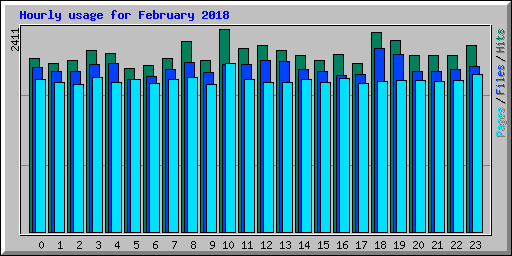 Hourly usage for February 2018
2411
Pages/Files/Hits
0 1 2 3 4 5 6 7 8 9 10 11 12 13 14 15 16 17 18 19 20 21 22 23